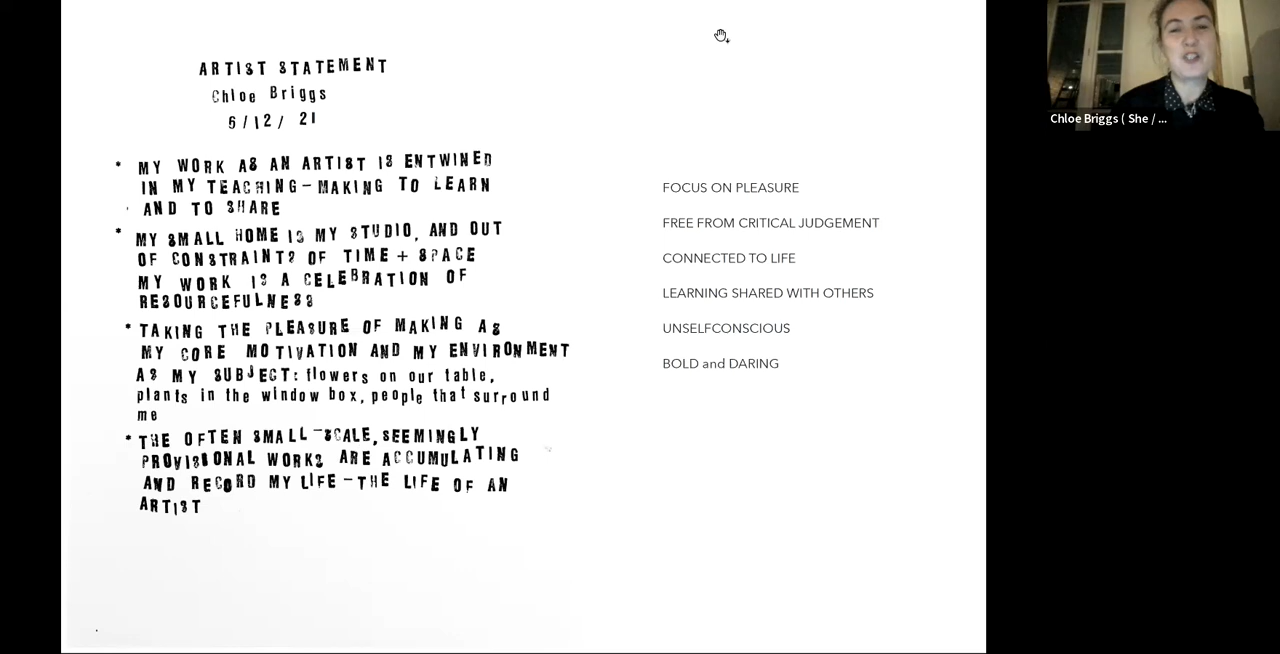 ARTIST STATEMENT
Chloe Briggs
6/12/ 21
* MY WORK AS AN ARTIST IS ENTWINED
IN MY TEACHING-MAKING TO LEARN
AND TO SHARE
* MY SMALL HOME IS MY STUDIO, AND OUT
OF CONSTRAINTS OF TIME + SPACE
MY WORK IS A CELEBRATION OF
RESOURCEFULNESS
* TAKING THE PLEASURE OF MAKING AS
MY CORE MOTIVATION AND MY ENVIRONMENT
AS MY SUBJECT: flowers on our table,
plants in the window box, people that surround
me
* THE OFTEN SMALL-SCALE, SEEMINGLY
PROVISIONAL WORKS ARE ACCUMULATING
AND RECORD MY LIFE-THE LIFE OF AN
ARTIST
FOCUS ON PLEASURE
FREE FROM CRITICAL JUDGEMENT
CONNECTED TO LIFE
LEARNING SHARED WITH OTHERS
UNSELFCONSCIOUS
BOLD and DARING
Chloe Briggs ( She / ...